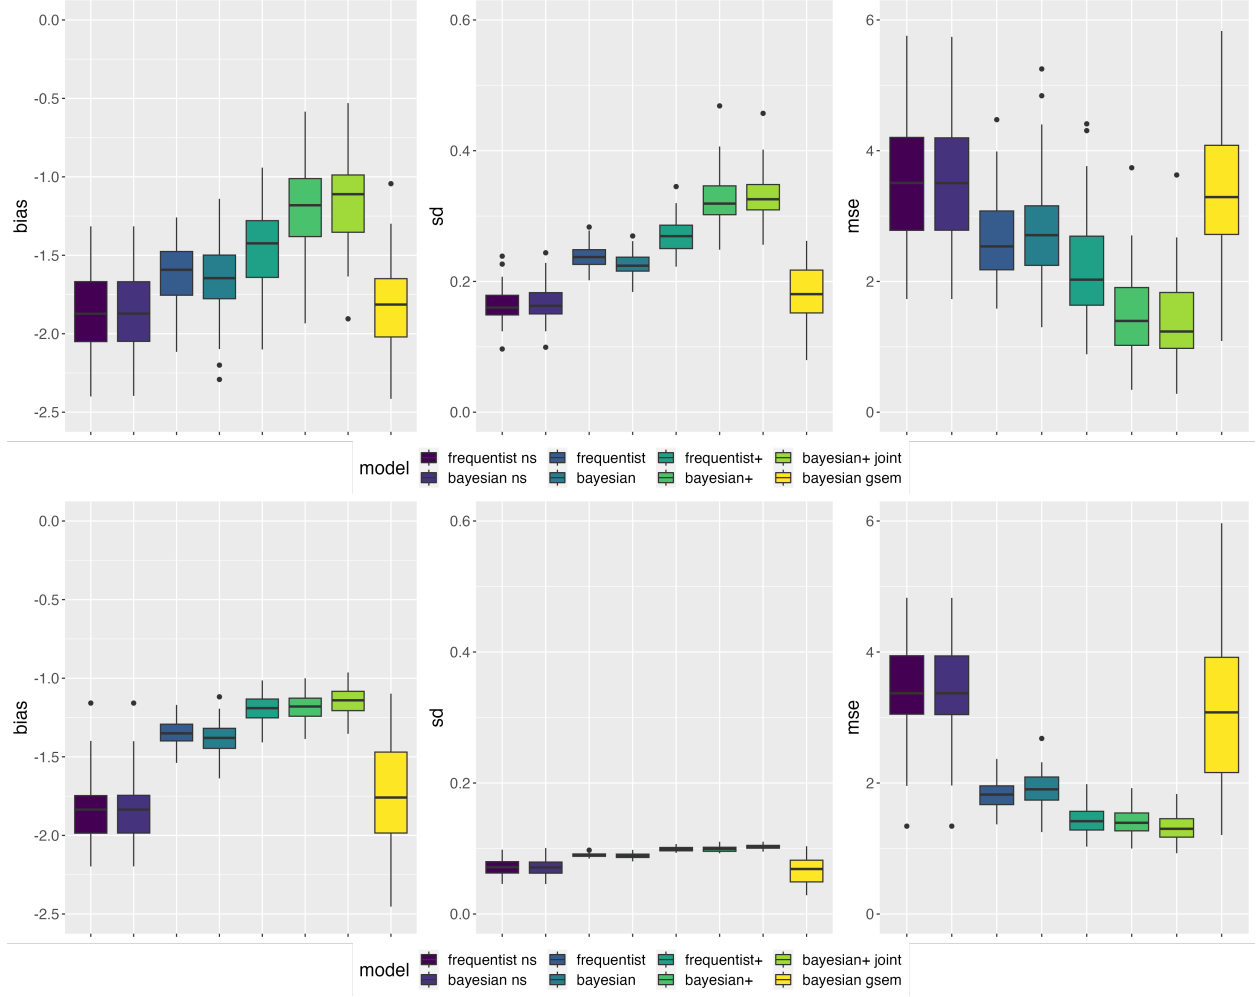 0.0
-0.5
-1.0
-1.5
-2.0
-2.5
bias
0.6
0.4
0.2
0.0
sd
6
4
2
0
mse
model
frequentist ns
frequentist
frequentist+
bayesian+ joint
bayesian ns
bayesian
bayesian+
bayesian gsem
0.0
-0.5
-1.0
-1.5
-2.0
-2.5
bias
0.6
0.4
0.2
0.0
sd
6
4
2
0
mse
model
frequentist ns
frequentist
frequentist+
bayesian+ joint
bayesian ns
bayesian
bayesian+
bayesian gsem